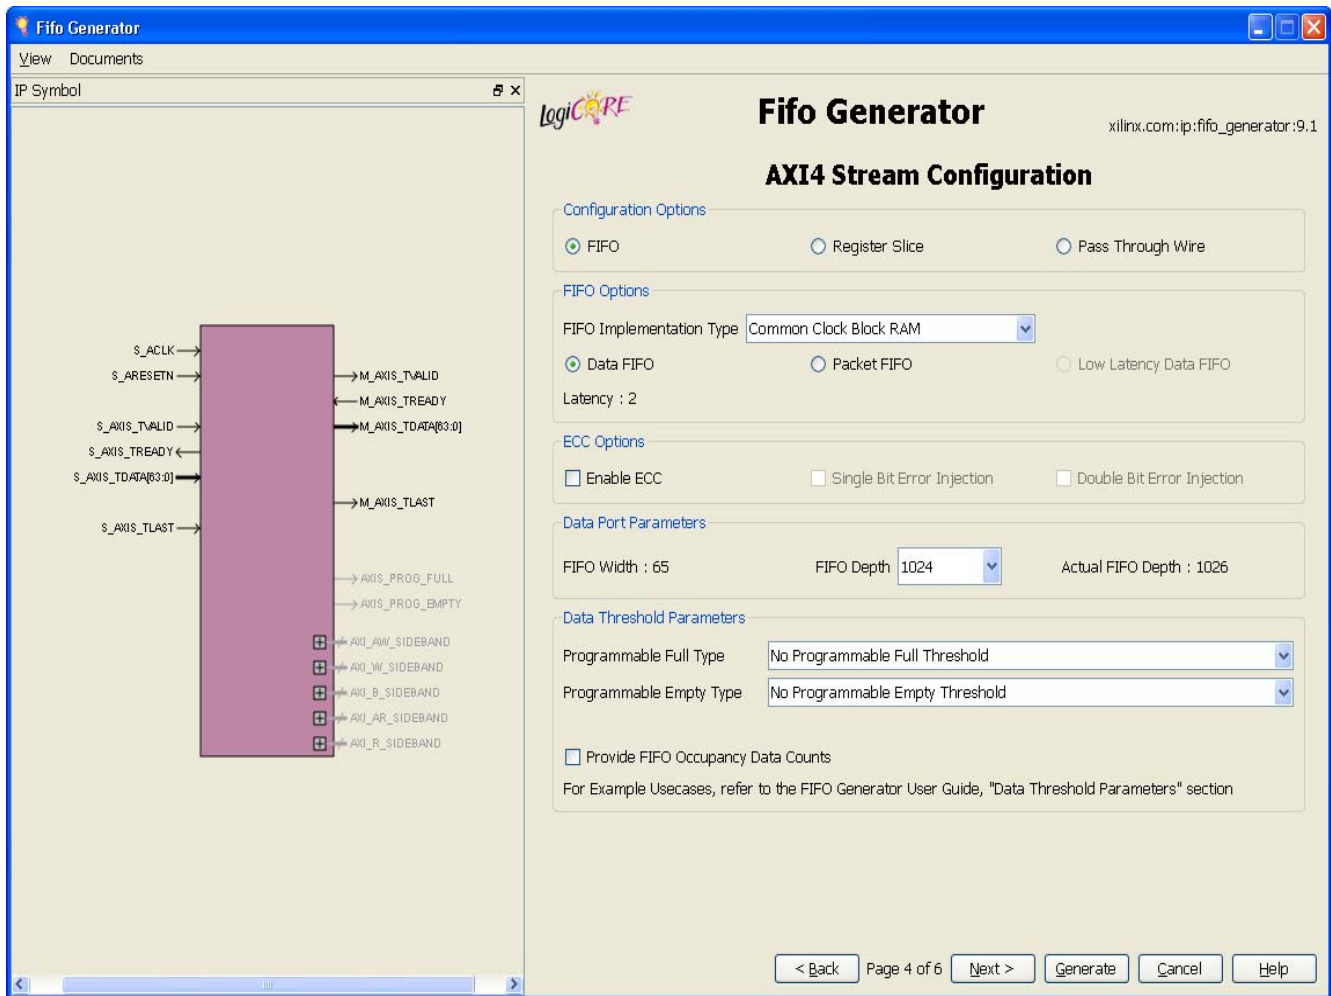 Fifo Generator
View Documents
IP Symbol
S_ACLK
S_ARESETN
S_AXIS_TVALID
S_AXIS_TREADY
S_AXIS_TDATA[63:0]
S_AXIS_TLAST
M_AXIS_TVALID
M_AXIS_TREADY
M_AXIS_TDATA[63:0]
M_AXIS_TLAST
AXIS_PROG_FULL
AXIS_PROG_EMPTY
AXI_AW_SIDEBAND
AXI_W_SIDEBAND
AXI_B_SIDEBAND
AXI_AR_SIDEBAND
AXI_R_SIDEBAND
LogiCORE
Fifo Generator
xilinx.com:ip:fifo_generator:9.1
AXI4 Stream Configuration
Configuration Options
FIFO Register Slice Pass Through Wire
FIFO Options
FIFO Implementation Type Common Clock Block RAM
Data FIFO Packet FIFO Low Latency Data FIFO
Latency : 2
ECC Options
Enable ECC Single Bit Error Injection Double Bit Error Injection
Data Port Parameters
FIFO Width : 65 FIFO Depth 1024 Actual FIFO Depth : 1026
Data Threshold Parameters
Programmable Full Type No Programmable Full Threshold
Programmable Empty Type No Programmable Empty Threshold
Provide FIFO Occupancy Data Counts
For Example Usecases, refer to the FIFO Generator User Guide, "Data Threshold Parameters" section
< Back Page 4 of 6 Next > Generate Cancel Help